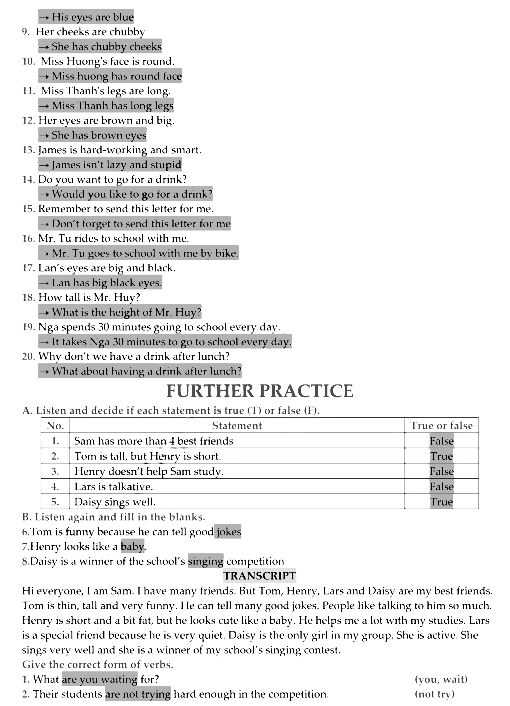 → His eyes are blue
9. Her cheeks are chubby
→ She has chubby cheeks
10. Miss Huong's face is round.
→ Miss huong has round face
11. Miss Thanh's legs are long.
→ Miss Thanh has long legs
12. Her eyes are brown and big.
→ She has brown eyes
13. James is hard-working and smart.
→ James isn't lazy and stupid
14. Do you want to go for a drink?
→ Would you like to go for a drink?
15. Remember to send this letter for me.
→ Don't forget to send this letter for me
16. Mr. Tu rides to school with me.
→ Mr. Tu goes to school with me by bike.
17. Lan's eyes are big and black.
→ Lan has big black eyes.
18. How tall is Mr. Huy?
→ What is the height of Mr. Huy?
19. Nga spends 30 minutes going to school every day.
→ It takes Nga 30 minutes to go to school every day.
20. Why don't we have a drink after lunch?
→ What about having a drink after lunch?
FURTHER PRACTICE
A. Listen and decide if each statement is true (T) or false (F).
No. Statement True or false
1. Sam has more than 4 best friends False
2. Tom is tall, but Henry is short. True
3. Henry doesn't help Sam study. False
4. Lars is talkative. False
5. Daisy sings well. True
B. Listen again and fill in the blanks.
6.Tom is funny because he can tell good jokes
7.Henry looks like a baby.
8.Daisy is a winner of the school's singing competition
TRANSCRIPT
Hi everyone, I am Sam. I have many friends. But Tom, Henry, Lars and Daisy are my best friends.
Tom is thin, tall and very funny. He can tell many good jokes. People like talking to him so much.
Henry is short and a bit fat, but he looks cute like a baby. He helps me a lot with my studies. Lars
is a special friend because he is very quiet. Daisy is the only girl in my group. She is active. She
sings very well and she is a winner of my school's singing contest.
Give the correct form of verbs.
1. What are you waiting for? (you, wait)
2. Their students are not trying hard enough in the competition. (not try)